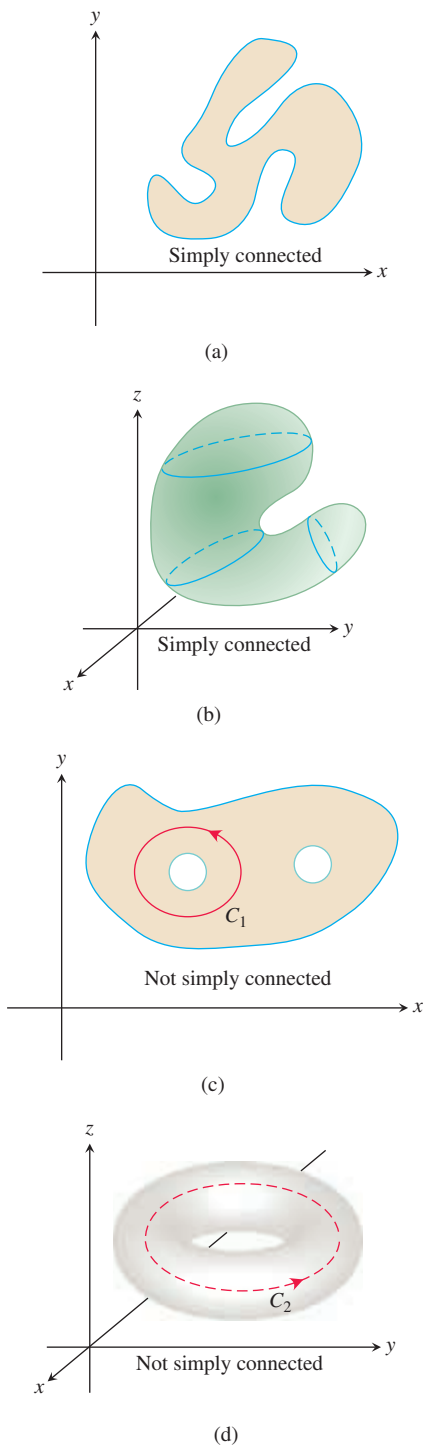 y
Simply connected
x
(a)
z
y
Simply connected
x
(b)
y
C₁
Not simply connected
x
(c)
z
C₂
y
Not simply connected
x
(d)